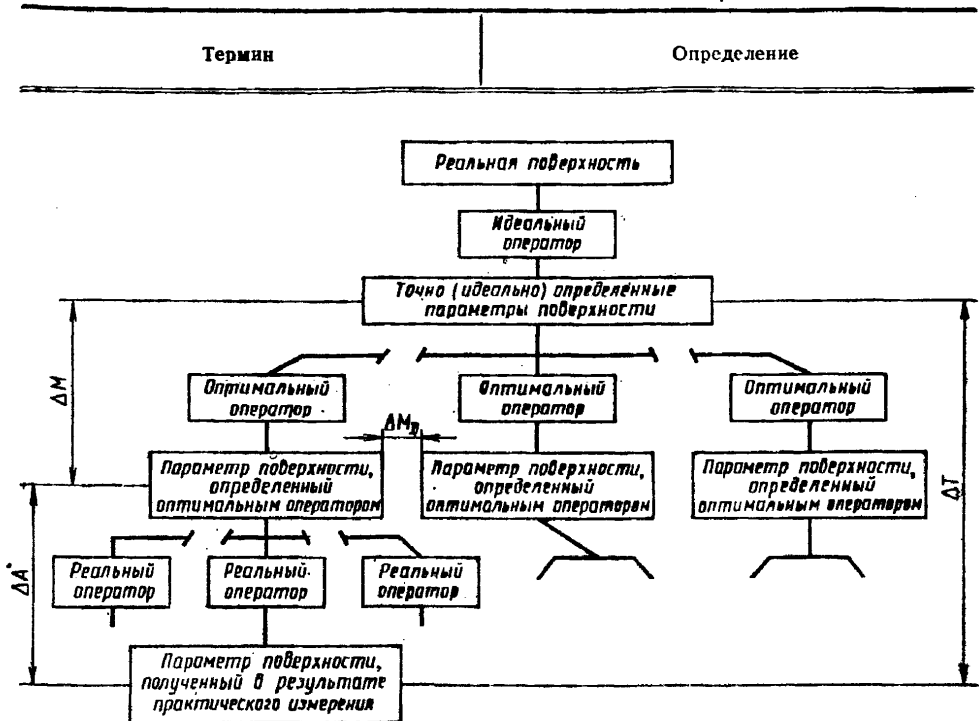 Термин
Определение
Реальная поверхность
Идеальный
оператор
Точно (идеально) определенные
параметры поверхности
ΔM
Оптимальный
оператор
Оптимальный
оператор
Оптимальный
оператор
ΔM_D
Параметр поверхности,
определенный
оптимальным оператором
Параметр поверхности,
определенный
оптимальным оператором
Параметр поверхности,
определенный
оптимальным оператором
ΔT
ΔA
Реальный
оператор
Реальный
оператор
Реальный
оператор
Параметр поверхности,
полученный в результате
практического измерения